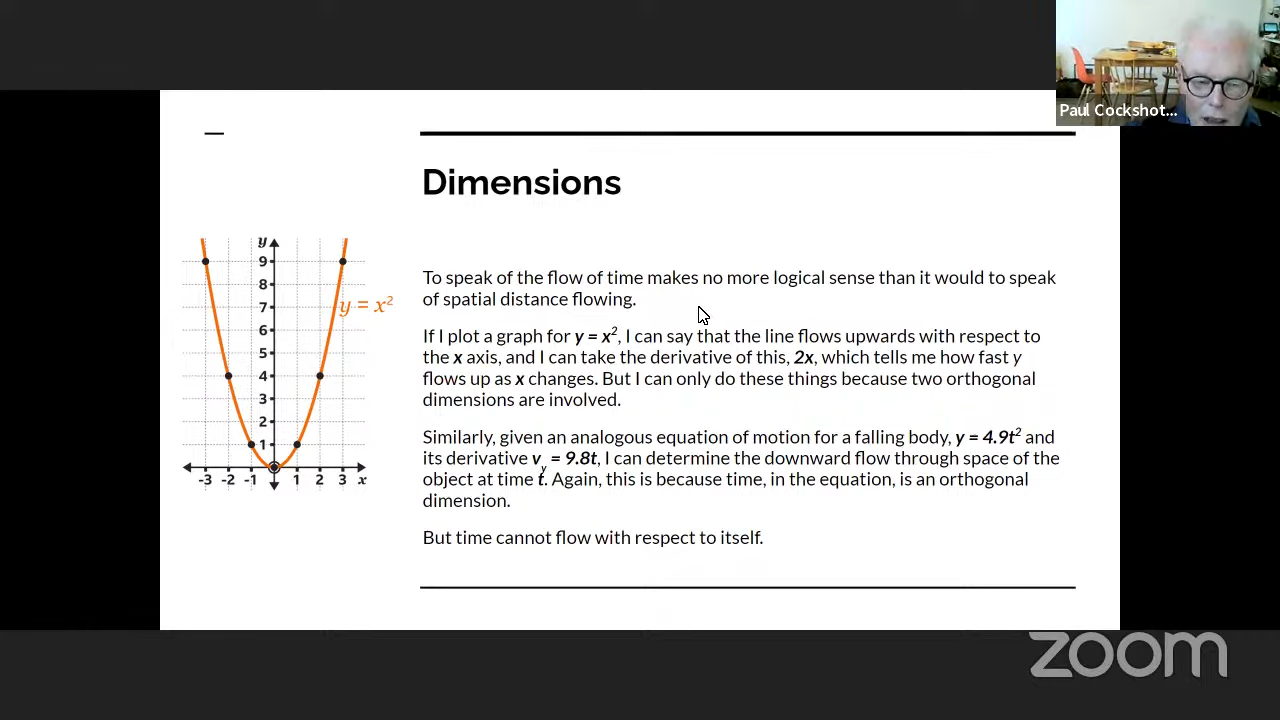 Paul Cockshot...
Dimensions
To speak of the flow of time makes no more logical sense than it would to speak
of spatial distance flowing.
If I plot a graph for y = x², I can say that the line flows upwards with respect to
the x axis, and I can take the derivative of this, 2x, which tells me how fast y
flows up as x changes. But I can only do these things because two orthogonal
dimensions are involved.
Similarly, given an analogous equation of motion for a falling body, y = 4.9t² and
its derivative v_y = 9.8t, I can determine the downward flow through space of the
object at time t. Again, this is because time, in the equation, is an orthogonal
dimension.
But time cannot flow with respect to itself.
y
9
8
7
6
5
4
3
2
1
y = x²
-3 -2 -1 1 2 3 x
zoom